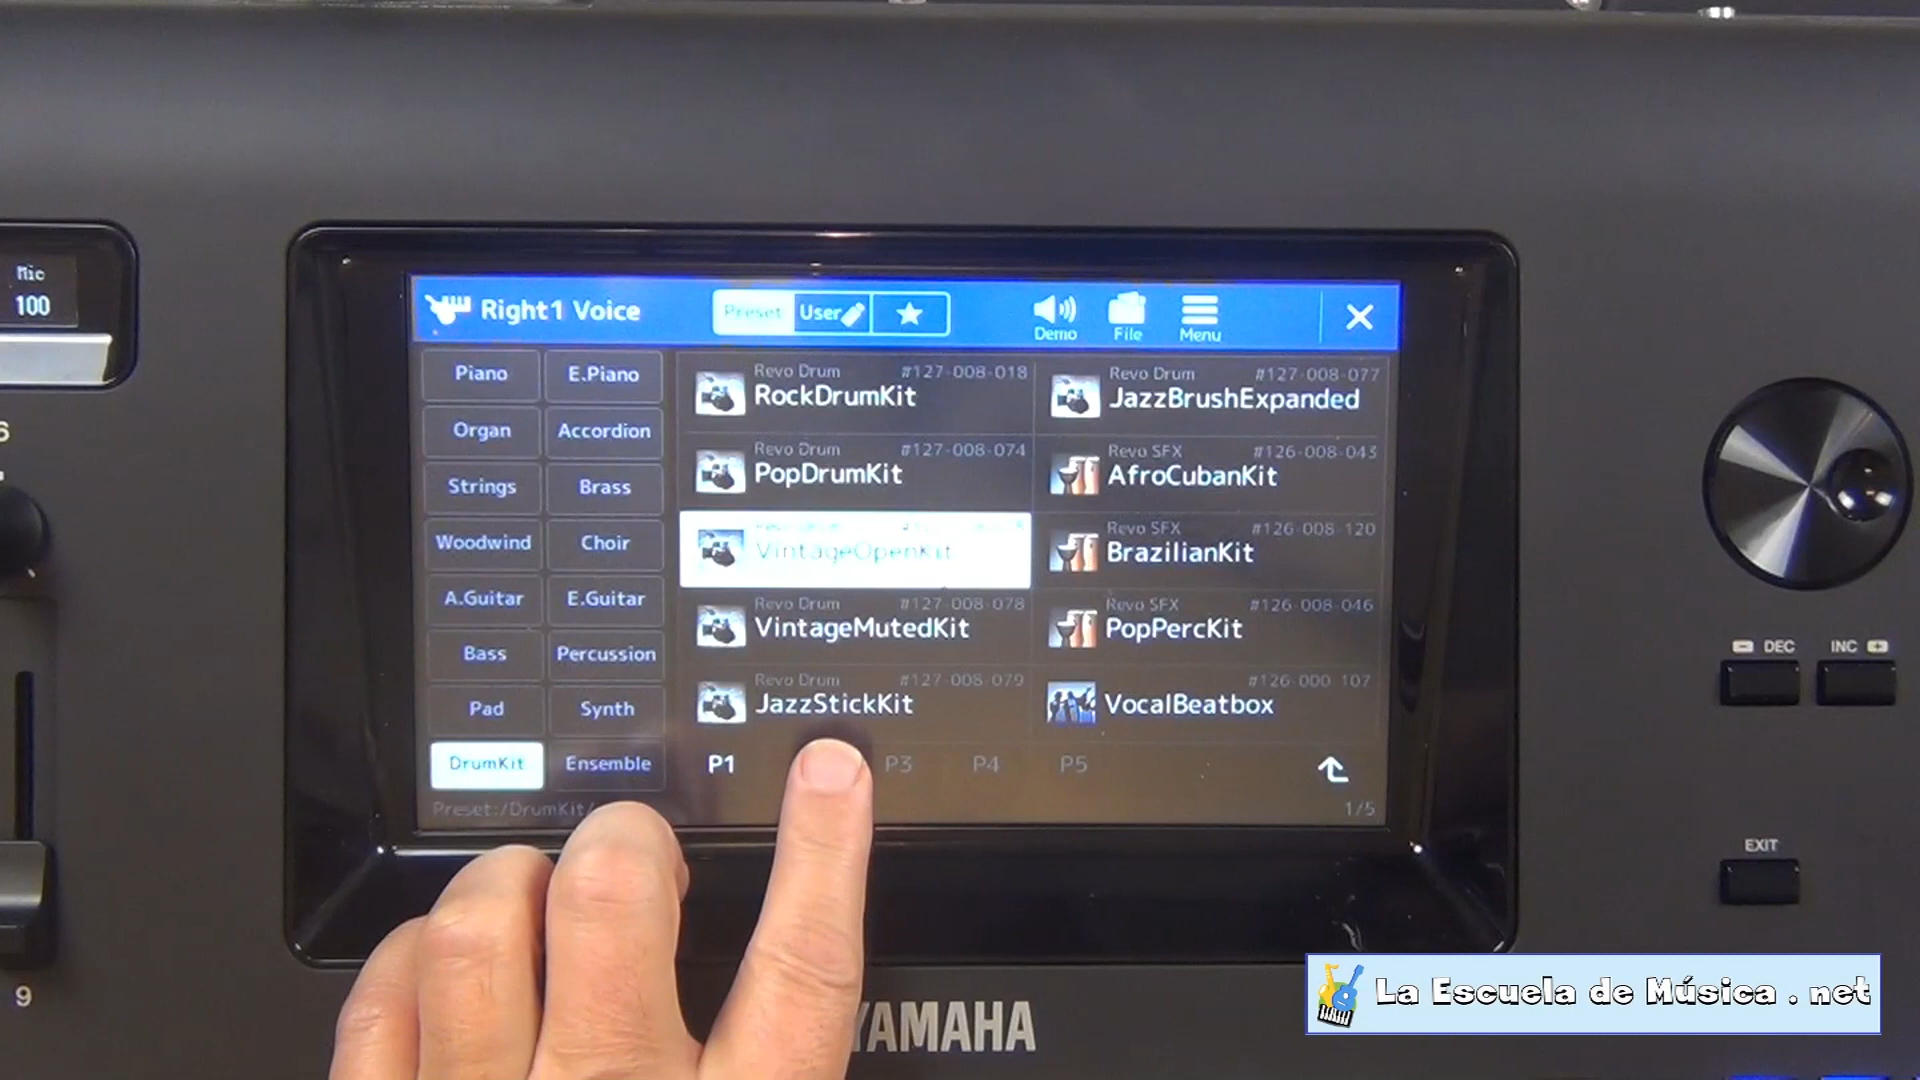 Mic
100
6
9
Right1 Voice
Preset
User
Demo
File
Menu
Piano
E.Piano
Organ
Accordion
Strings
Brass
Woodwind
Choir
A.Guitar
E.Guitar
Bass
Percussion
Pad
Synth
DrumKit
Ensemble
Revo Drum #127-008-018
RockDrumKit
Revo Drum #127-008-077
JazzBrushExpanded
Revo Drum #127-008-074
PopDrumKit
Revo SFX #126-008-043
AfroCubanKit
VintageOpenKit
Revo SFX #126-008-120
BrazilianKit
Revo Drum #127-008-078
VintageMutedKit
Revo SFX #126-008-046
PopPercKit
Revo Drum #127-008-079
JazzStickKit
#126-000-107
VocalBeatbox
P1 P3 P4 P5
Preset:/DrumKit/
1/5
DEC
INC
EXIT
YAMAHA
La Escuela de Música . net